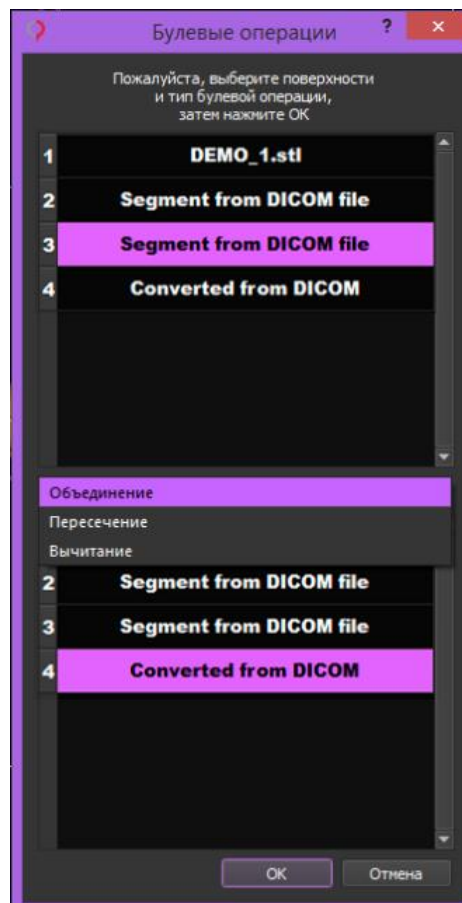 Булевые операции ? ×
Пожалуйста, выберите поверхности
и тип булевой операции,
затем нажмите ОК
1 DEMO_1.stl
2 Segment from DICOM file
3 Segment from DICOM file
4 Converted from DICOM
Объединение
Пересечение
Вычитание
2 Segment from DICOM file
3 Segment from DICOM file
4 Converted from DICOM
ОК Отмена